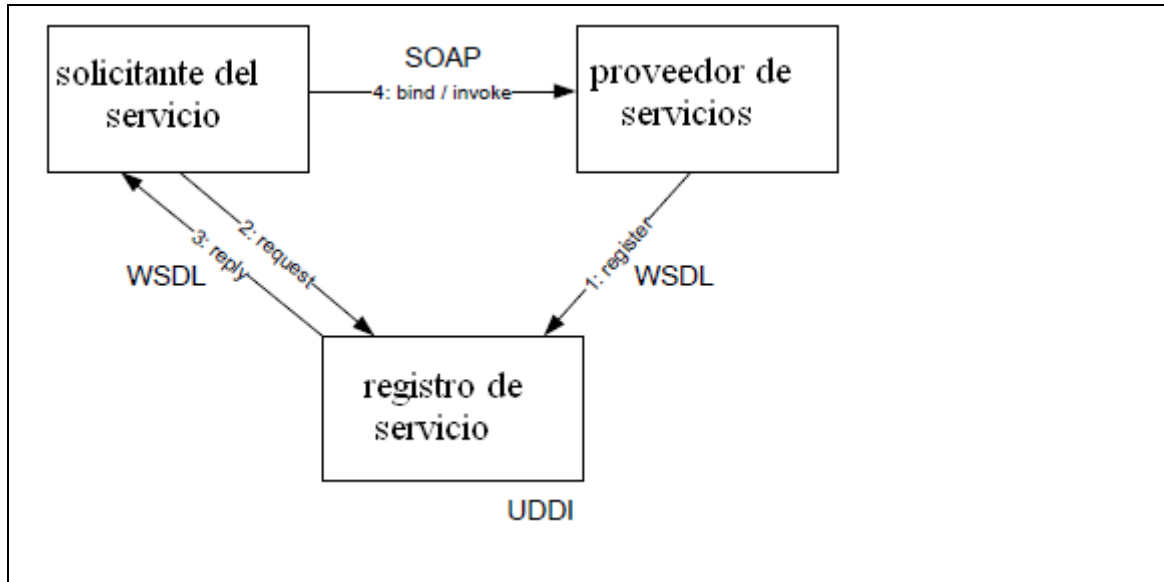 solicitante del
servicio
SOAP
4: bind / invoke
proveedor de
servicios
2: request
3: reply
WSDL
1: register
WSDL
registro de
servicio
UDDI